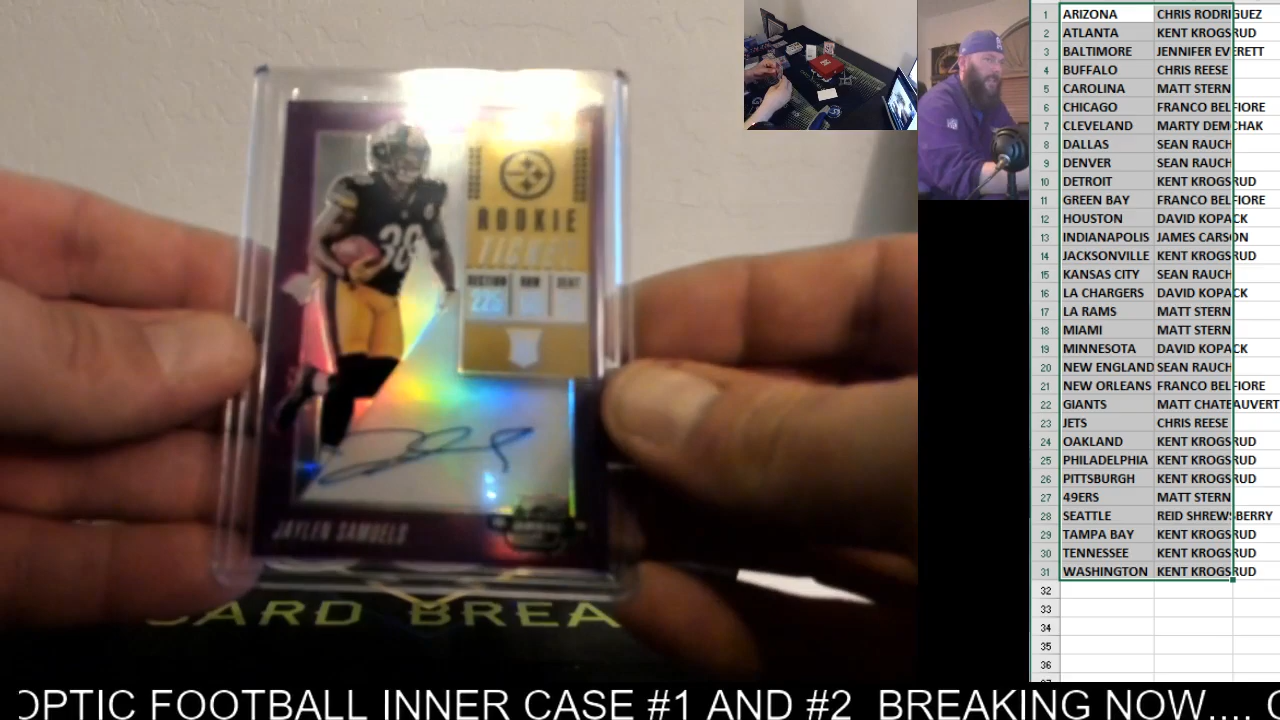 ROOKIE
TICKET
SECTION ROW SEAT
225
38
JAYLEN SAMUELS
CARD BREA
NFL
1 ARIZONA CHRIS RODRIGUEZ
2 ATLANTA KENT KROGSRUD
3 BALTIMORE JENNIFER EVERETT
4 BUFFALO CHRIS REESE
5 CAROLINA MATT STERN
6 CHICAGO FRANCO BELFIORE
7 CLEVELAND MARTY DEMCHAK
8 DALLAS SEAN RAUCH
9 DENVER SEAN RAUCH
10 DETROIT KENT KROGSRUD
11 GREEN BAY FRANCO BELFIORE
12 HOUSTON DAVID KOPACK
13 INDIANAPOLIS JAMES CARSON
14 JACKSONVILLE KENT KROGSRUD
15 KANSAS CITY SEAN RAUCH
16 LA CHARGERS DAVID KOPACK
17 LA RAMS MATT STERN
18 MIAMI MATT STERN
19 MINNESOTA DAVID KOPACK
20 NEW ENGLAND SEAN RAUCH
21 NEW ORLEANS FRANCO BELFIORE
22 GIANTS MATT CHATEAUVERT
23 JETS CHRIS REESE
24 OAKLAND KENT KROGSRUD
25 PHILADELPHIA KENT KROGSRUD
26 PITTSBURGH KENT KROGSRUD
27 49ERS MATT STERN
28 SEATTLE REID SHREWSBERRY
29 TAMPA BAY KENT KROGSRUD
30 TENNESSEE KENT KROGSRUD
31 WASHINGTON KENT KROGSRUD
32
33
34
35
36
OPTIC FOOTBALL INNER CASE #1 AND #2 BREAKING NOW....